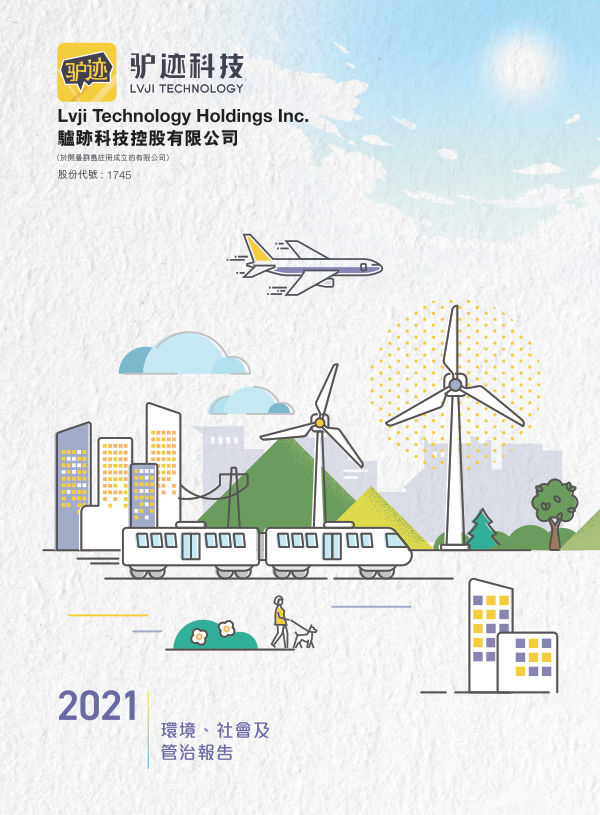 驴迹
驴迹科技
LVJI TECHNOLOGY
Lvji Technology Holdings Inc.
驢跡科技控股有限公司
(於開曼群島註冊成立的有限公司)
股份代號：1745
2021
環境、社會及
管治報告